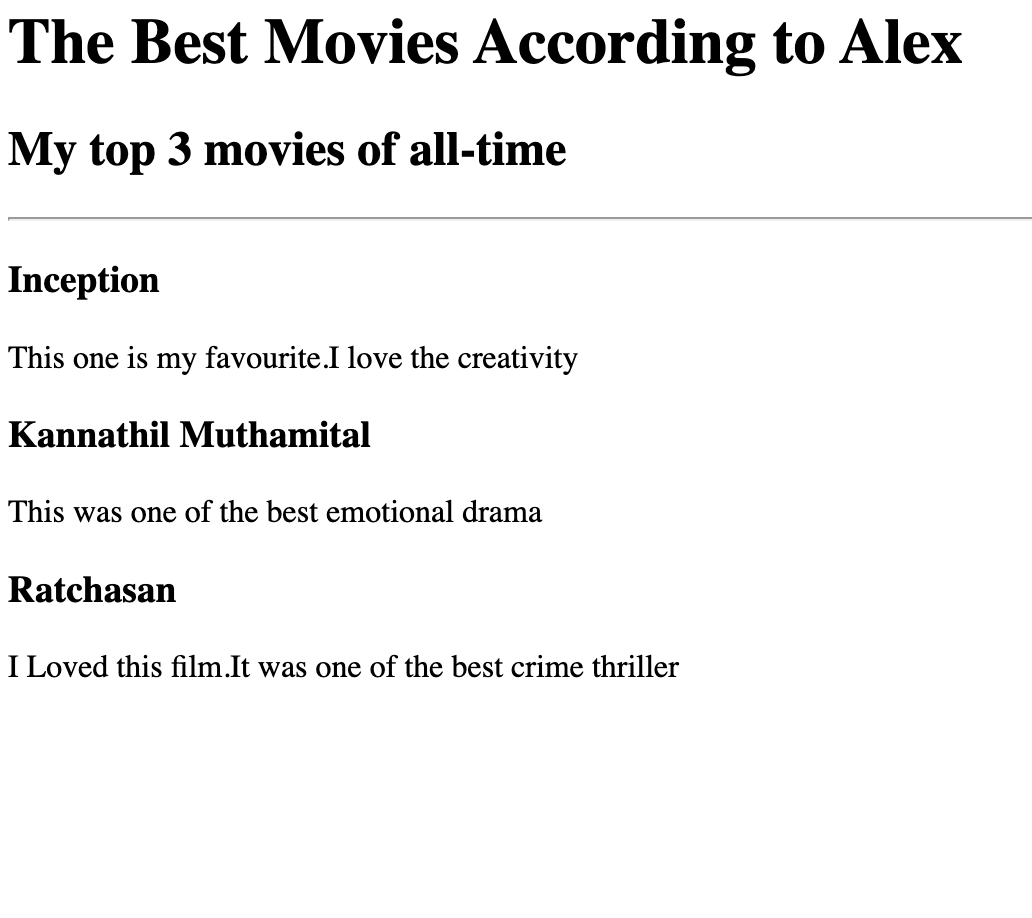 The Best Movies According to Alex
My top 3 movies of all-time
Inception
This one is my favourite.I love the creativity
Kannathil Muthamital
This was one of the best emotional drama
Ratchasan
I Loved this film.It was one of the best crime thriller